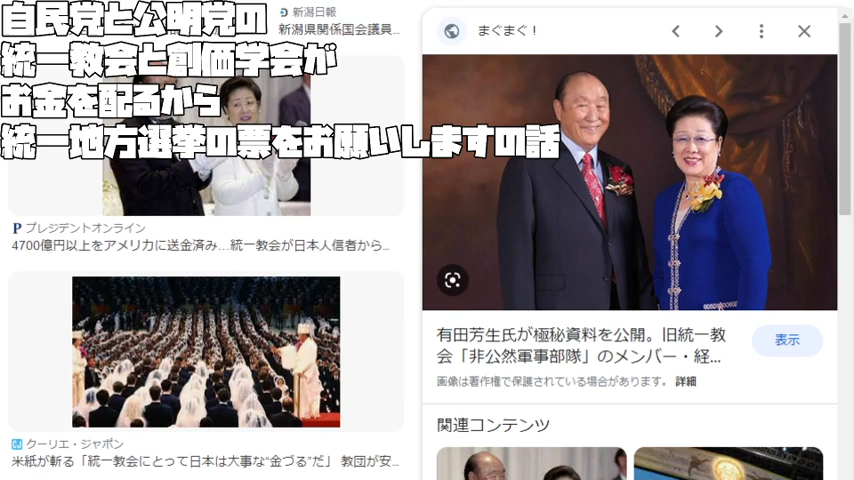 自民党と公明党の
統一教会と創価学会が
お金を配るから
統一地方選挙の票をお願いしますの話
新潟日報
新潟県関係国会議員...
プレジデントオンライン
4700億円以上をアメリカに送金済み…統一教会が日本人信者から...
クーリエ・ジャポン
米紙が斬る「統一教会にとって日本は大事な“金づる”だ」 教団が安...
まぐまぐ！
有田芳生氏が極秘資料を公開。旧統一教
会「非公然軍事部隊」のメンバー・経...
表示
画像は著作権で保護されている場合があります。 詳細
関連コンテンツ